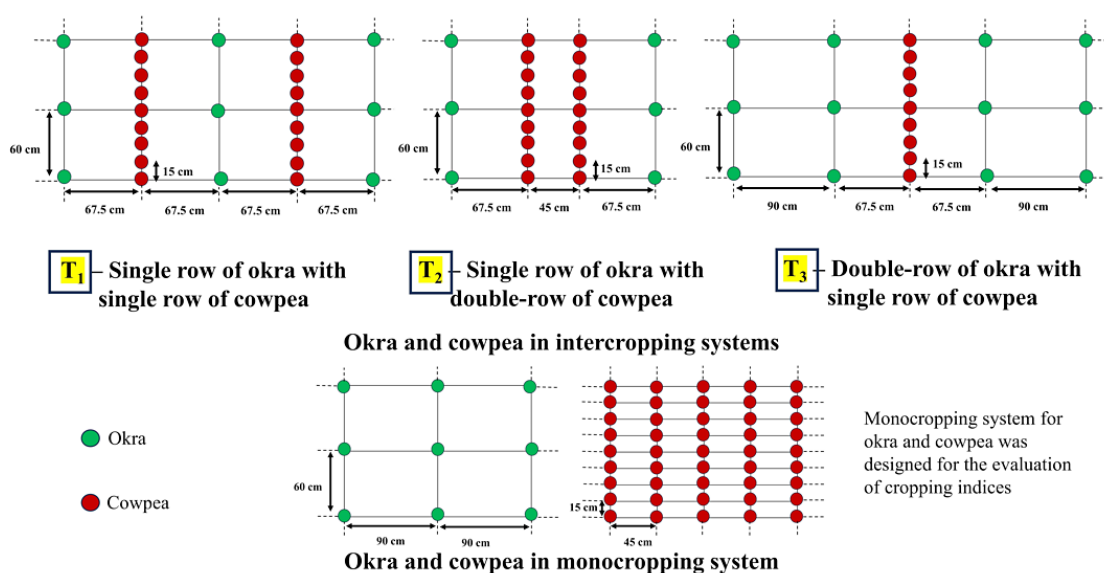 60 cm
15 cm
67.5 cm 67.5 cm 67.5 cm 67.5 cm
60 cm
15 cm
67.5 cm 45 cm 67.5 cm
60 cm
15 cm
90 cm 67.5 cm 67.5 cm 90 cm
T1 – Single row of okra with
single row of cowpea
T2 – Single row of okra with
double-row of cowpea
T3 – Double-row of okra with
single row of cowpea
Okra and cowpea in intercropping systems
Okra
Cowpea
60 cm
90 cm 90 cm
15 cm
45 cm
Monocropping system for
okra and cowpea was
designed for the evaluation
of cropping indices
Okra and cowpea in monocropping system